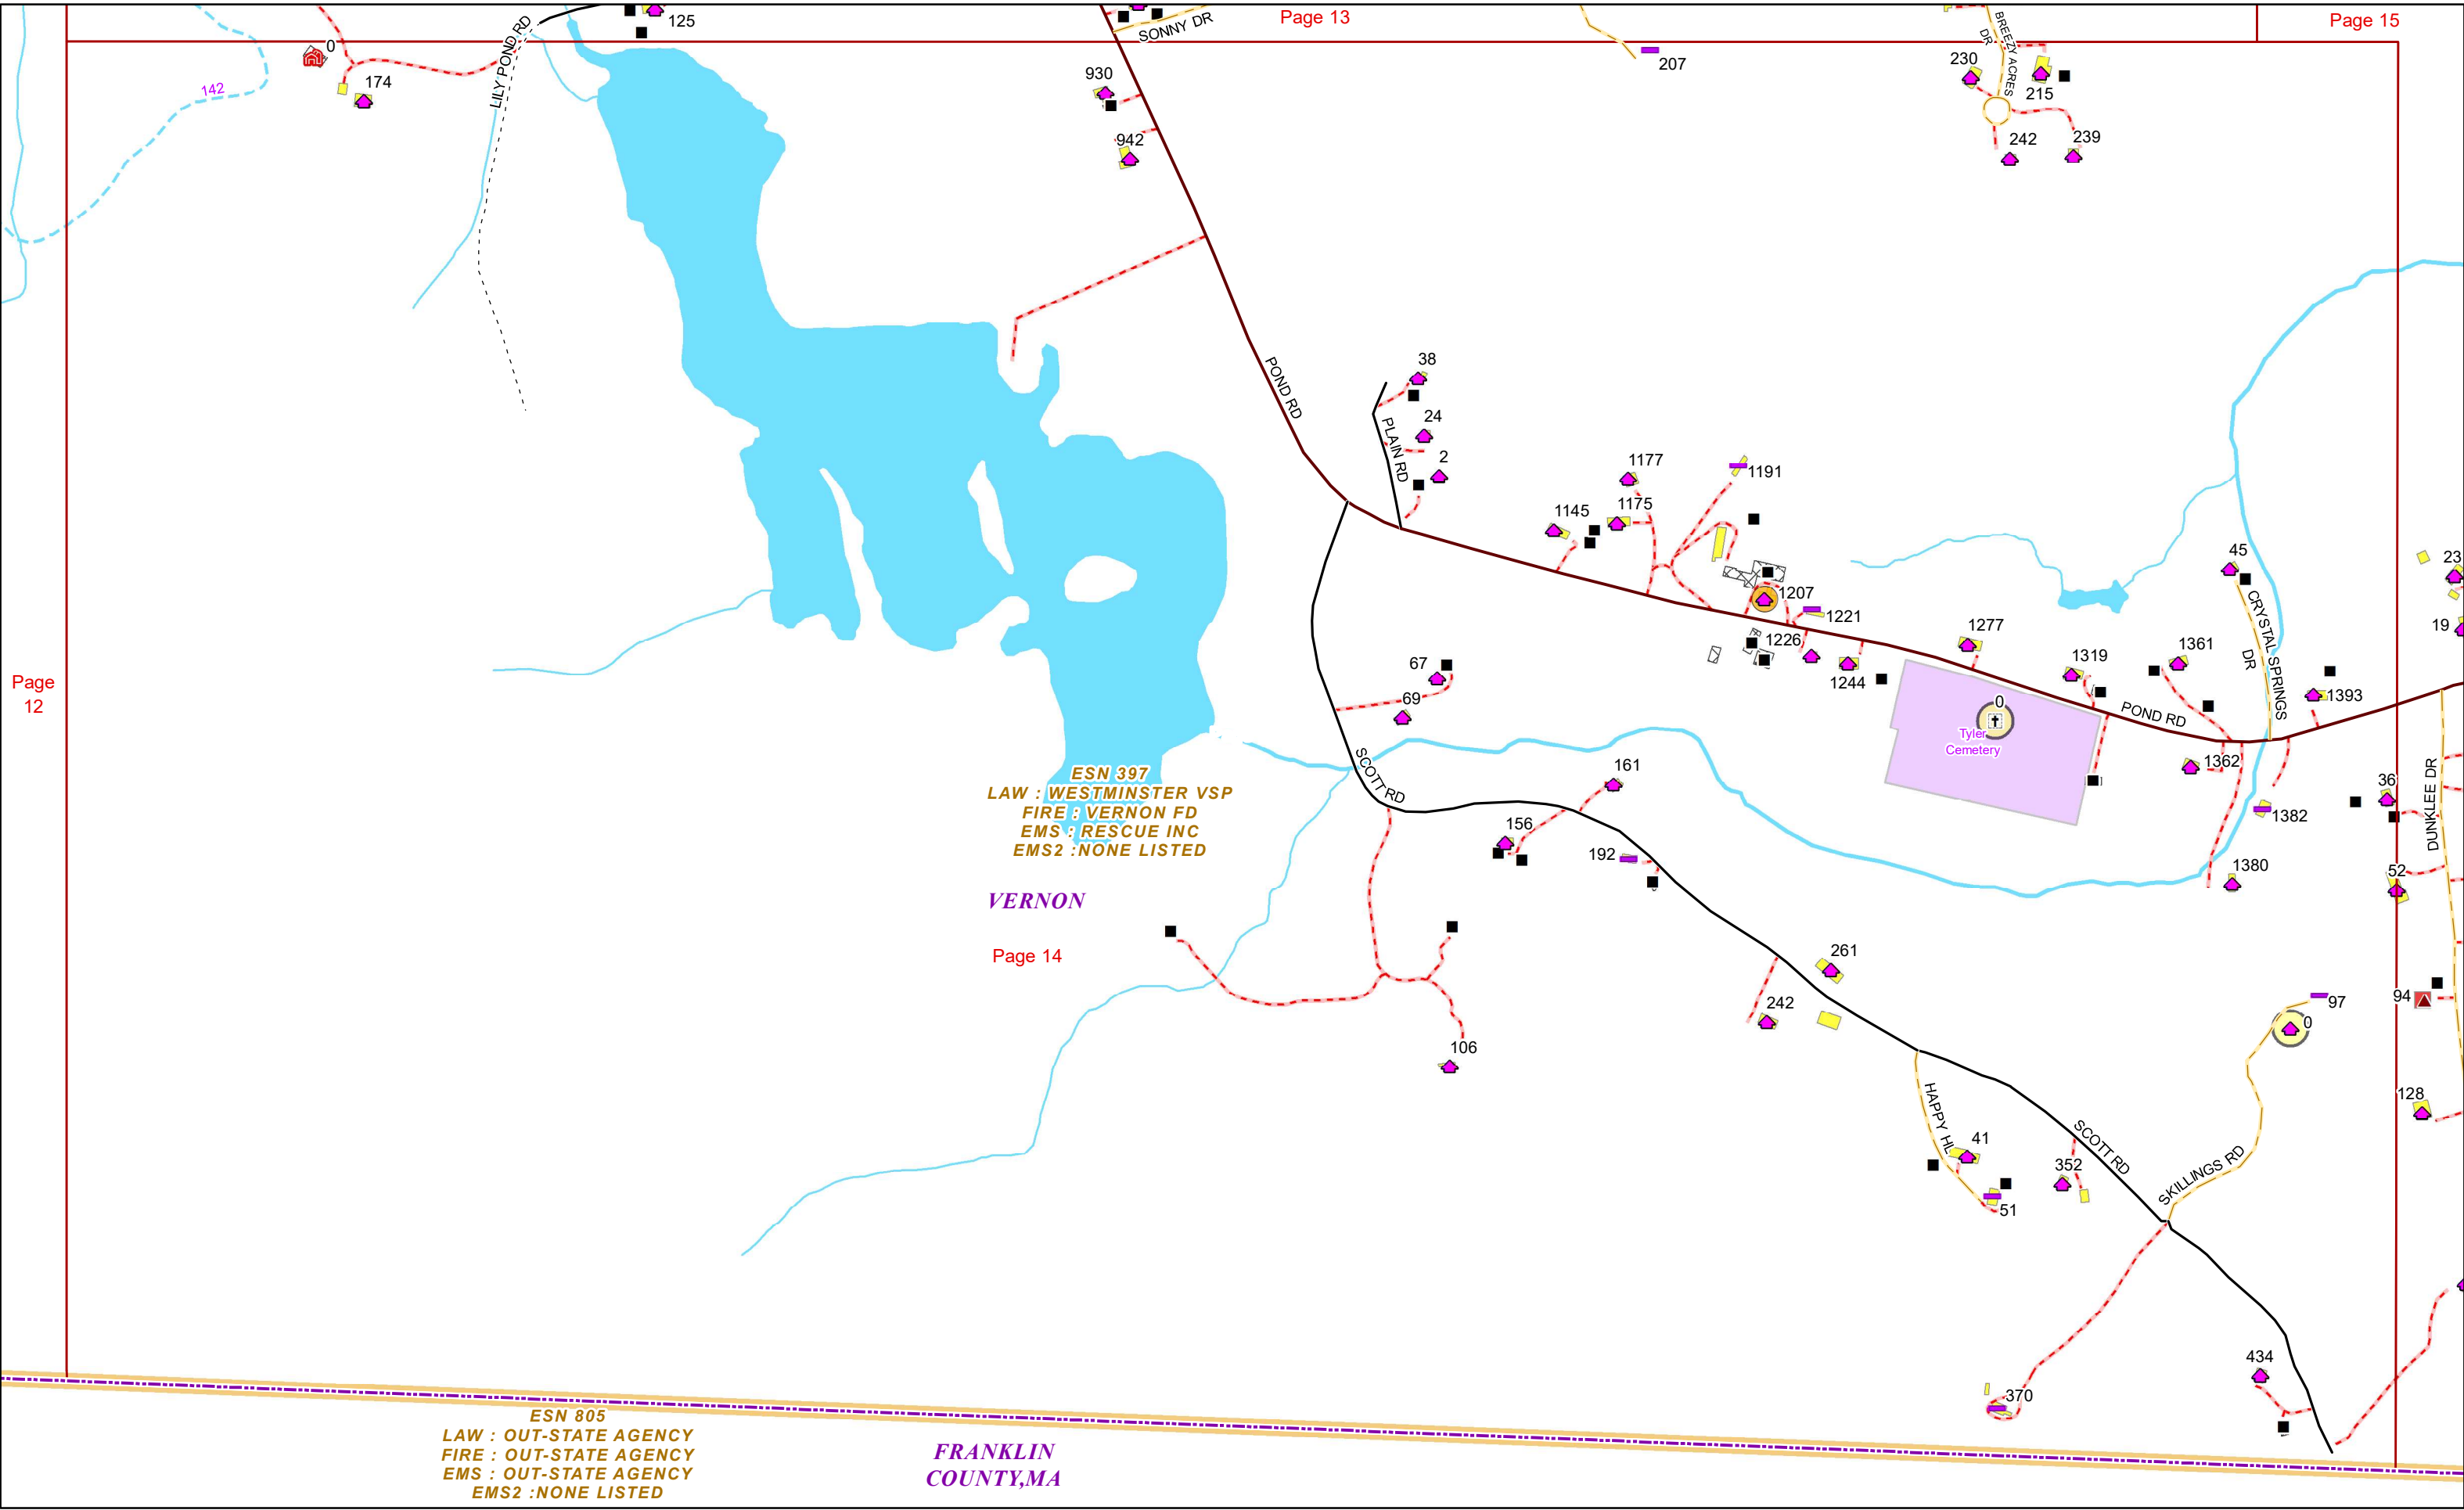 Page 13
Page 15
125
SONNY DR
LILY POND RD
BREEZY ACRES
DR
0
174
142
207
930
942
230
215
242
239
POND RD
38
24
2
PLAIN RD
1177
1175
1145
1191
1207
1221
1226
1244
1277
1319
1361
45
CRYSTAL SPRINGS
DR
23
19
1393
POND RD
0
Tyler
Cemetery
1362
1382
1380
36
DUNKLEE DR
52
67
69
SCOTT RD
Page
12
ESN 397
LAW : WESTMINSTER VSP
FIRE : VERNON FD
EMS : RESCUE INC
EMS2 :NONE LISTED
VERNON
Page 14
161
156
192
261
242
106
97
0
94
128
HAPPY HL
41
51
352
SCOTT RD
SKILLINGS RD
370
434
ESN 805
LAW : OUT-STATE AGENCY
FIRE : OUT-STATE AGENCY
EMS : OUT-STATE AGENCY
EMS2 :NONE LISTED
FRANKLIN
COUNTY,MA